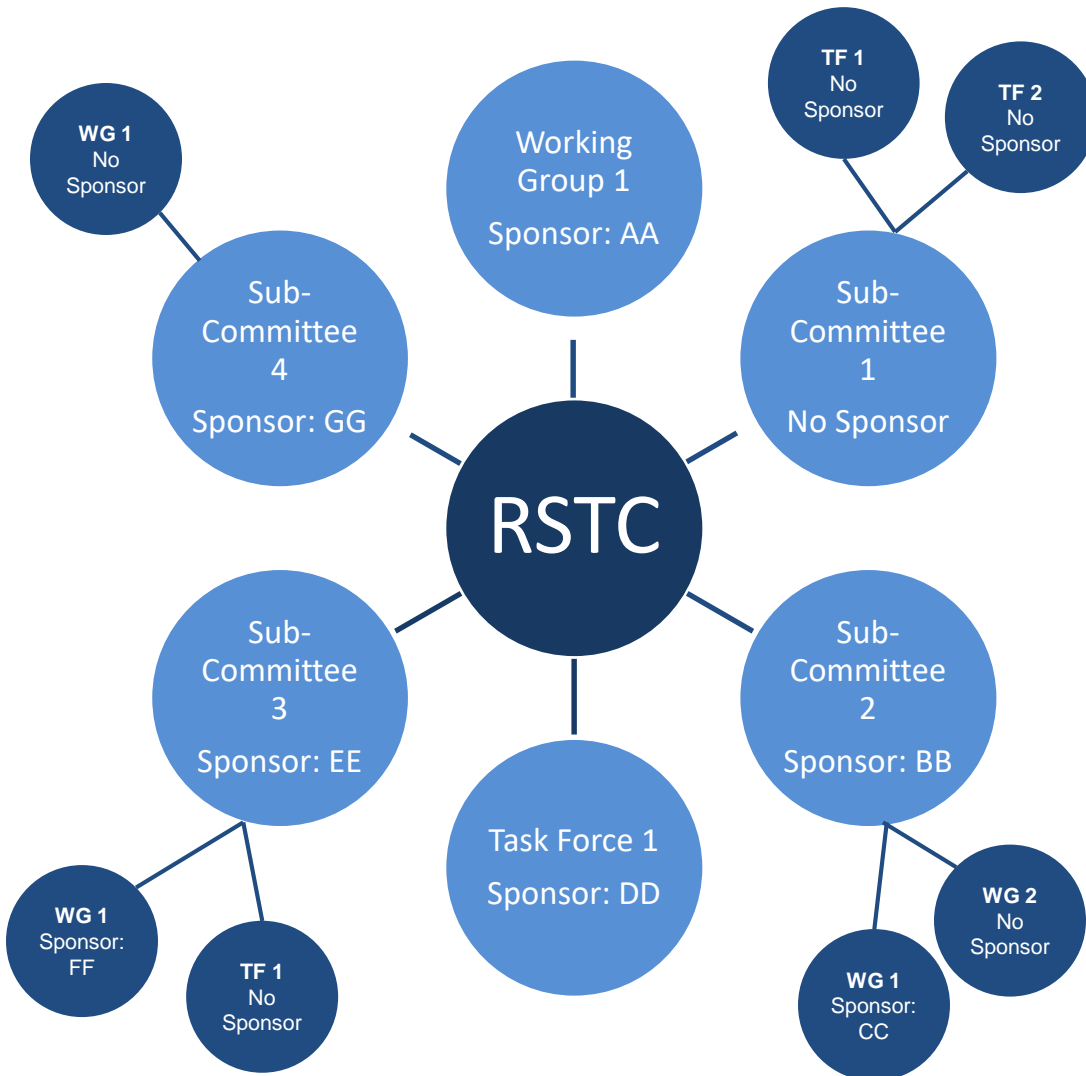 TF 1
No
Sponsor
TF 2
No
Sponsor
WG 1
No
Sponsor
Working
Group 1
Sponsor: AA
Sub-
Committee
4
Sponsor: GG
Sub-
Committee
1
No Sponsor
RSTC
Sub-
Committee
3
Sponsor: EE
Sub-
Committee
2
Sponsor: BB
Task Force 1
Sponsor: DD
WG 1
Sponsor:
FF
TF 1
No
Sponsor
WG 2
No
Sponsor
WG 1
Sponsor:
CC